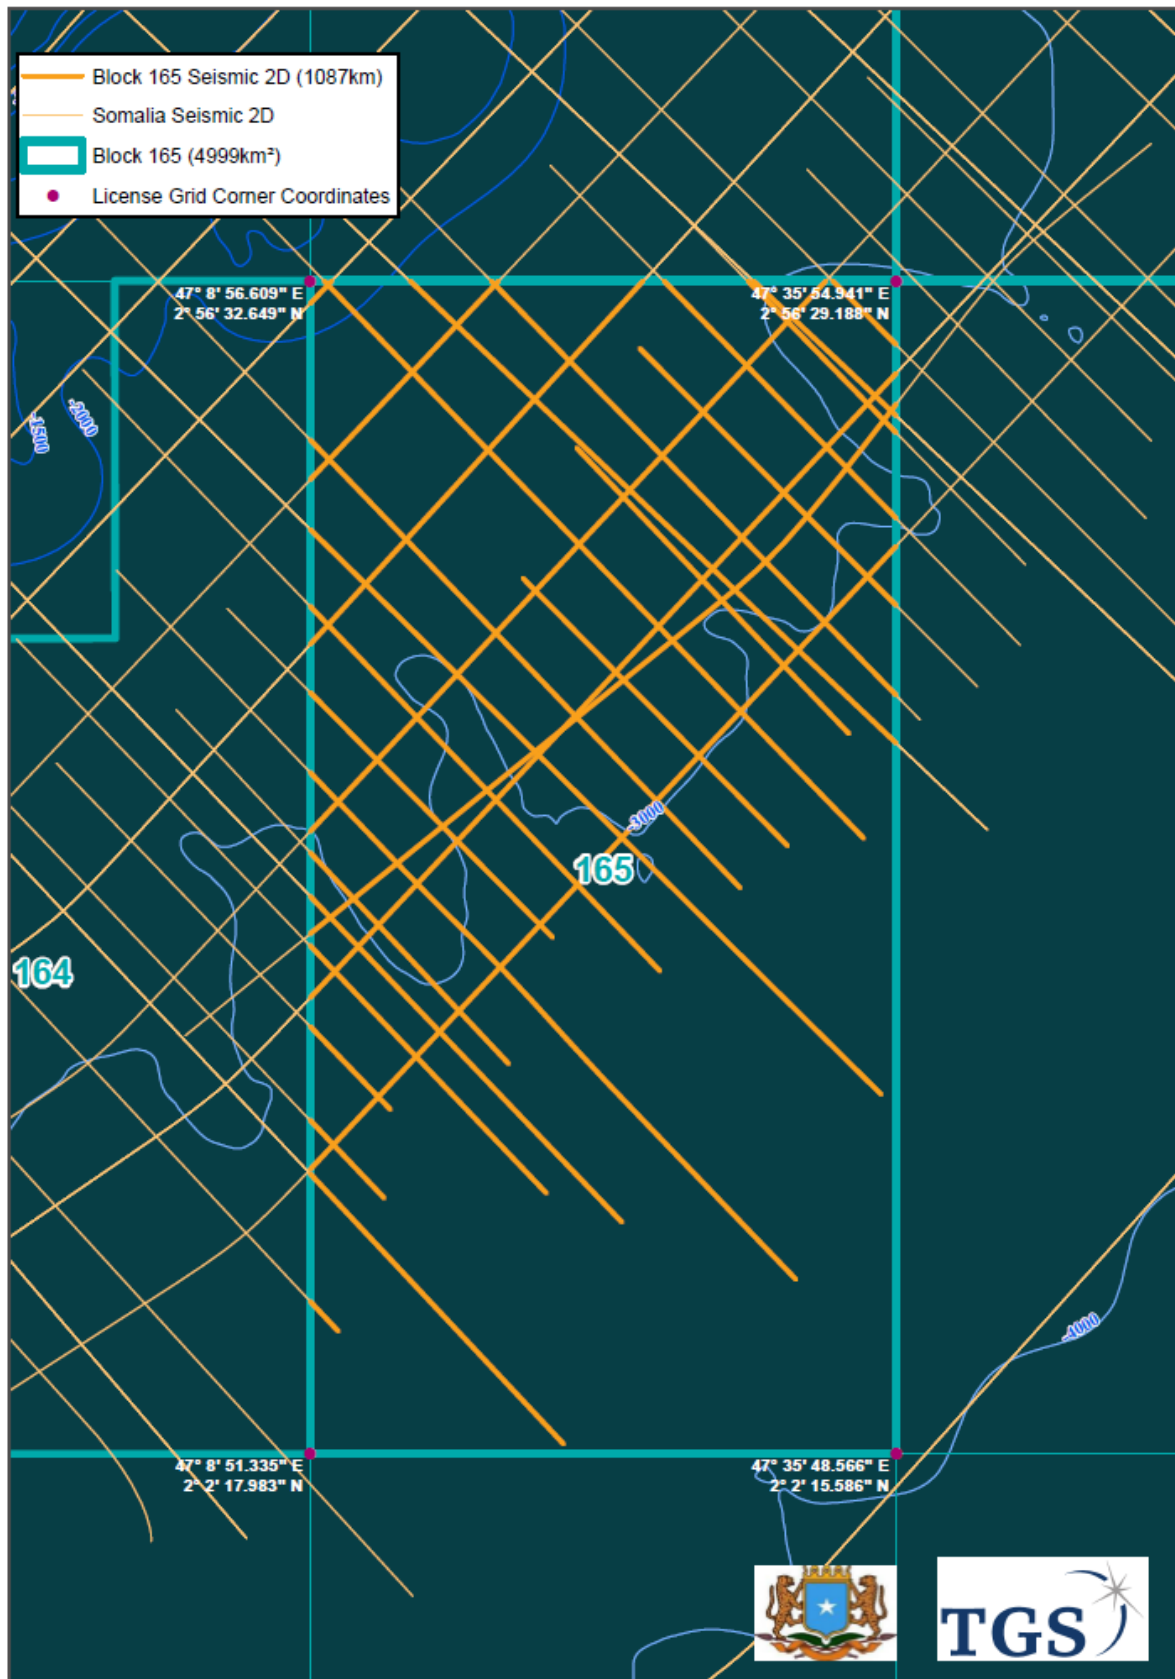 Block 165 Seismic 2D (1087km)
Somalia Seismic 2D
Block 165 (4999km²)
License Grid Corner Coordinates
47° 8' 56.609" E
2° 56' 32.649" N
47° 35' 54.941" E
2° 56' 29.188" N
-1500
-2000
-3000
165
164
-4000
47° 8' 51.335" E
2° 2' 17.983" N
47° 35' 48.566" E
2° 2' 15.586" N
TGS